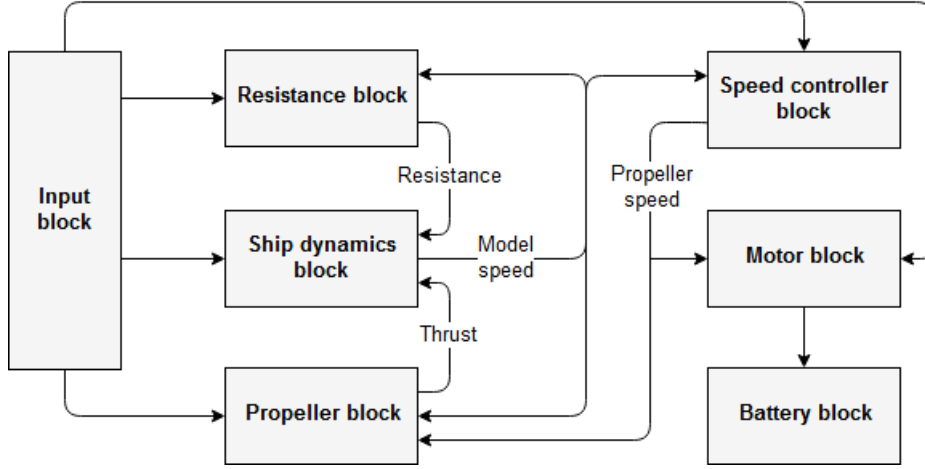 Input
block
Resistance block
Resistance
Ship dynamics
block
Model
speed
Thrust
Propeller block
Speed controller
block
Propeller
speed
Motor block
Battery block